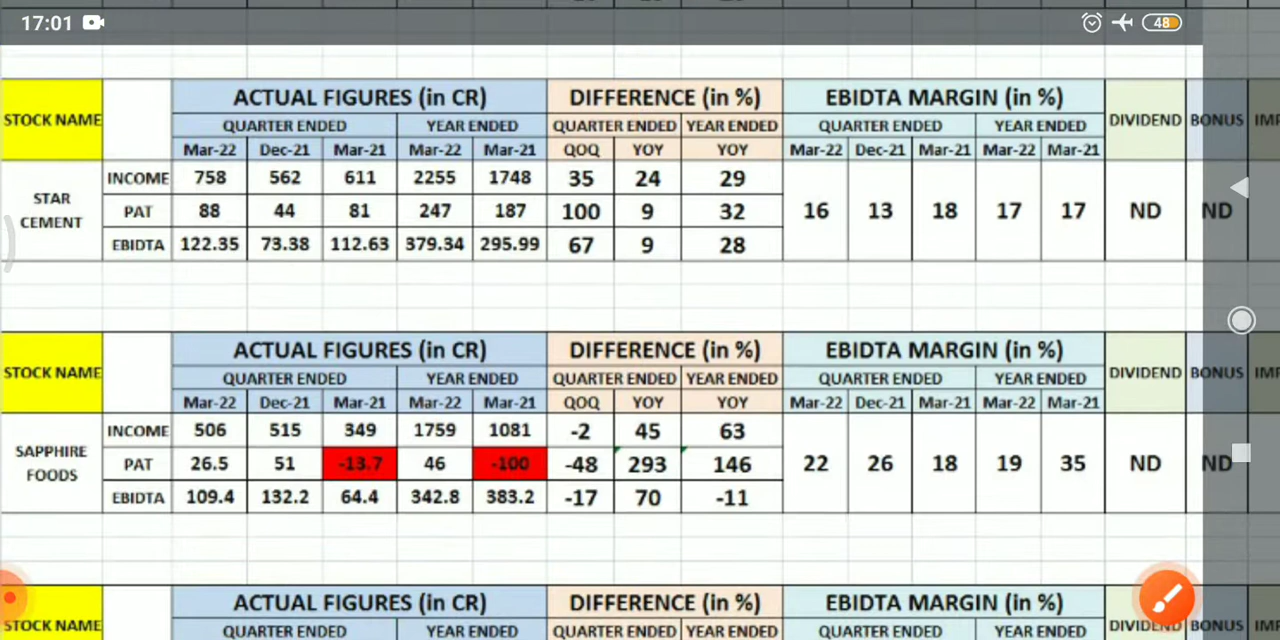 17:01 48
STOCK NAME ACTUAL FIGURES (in CR) DIFFERENCE (in %) EBIDTA MARGIN (in %) DIVIDEND BONUS IMP
QUARTER ENDED YEAR ENDED QUARTER ENDED YEAR ENDED QUARTER ENDED YEAR ENDED
Mar-22 Dec-21 Mar-21 Mar-22 Mar-21 QOQ YOY YOY Mar-22 Dec-21 Mar-21 Mar-22 Mar-21
STAR CEMENT INCOME 758 562 611 2255 1748 35 24 29
PAT 88 44 81 247 187 100 9 32 16 13 18 17 17 ND ND
EBIDTA 122.35 73.38 112.63 379.34 295.99 67 9 28
STOCK NAME ACTUAL FIGURES (in CR) DIFFERENCE (in %) EBIDTA MARGIN (in %) DIVIDEND BONUS IMP
QUARTER ENDED YEAR ENDED QUARTER ENDED YEAR ENDED QUARTER ENDED YEAR ENDED
Mar-22 Dec-21 Mar-21 Mar-22 Mar-21 QOQ YOY YOY Mar-22 Dec-21 Mar-21 Mar-22 Mar-21
SAPPHIRE FOODS INCOME 506 515 349 1759 1081 -2 45 63
PAT 26.5 51 -13.7 46 -100 -48 293 146 22 26 18 19 35 ND ND
EBIDTA 109.4 132.2 64.4 342.8 383.2 -17 70 -11
STOCK NAME ACTUAL FIGURES (in CR) DIFFERENCE (in %) EBIDTA MARGIN (in %) DIVIDEND BONUS IMP
QUARTER ENDED YEAR ENDED QUARTER ENDED YEAR ENDED QUARTER ENDED YEAR ENDED